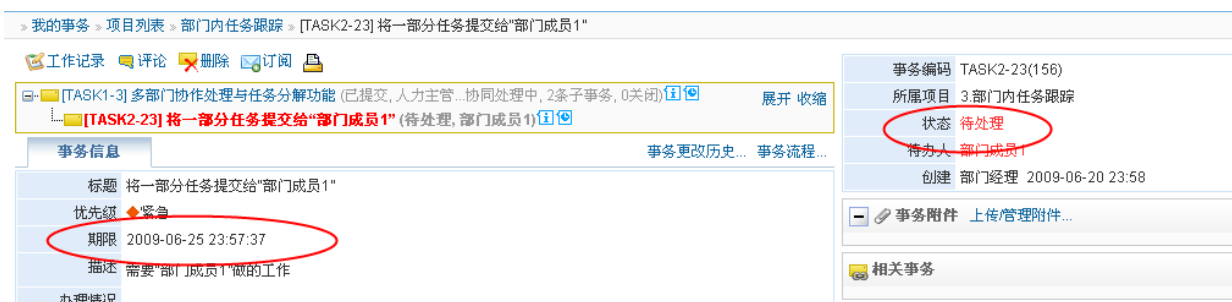 » 我的事务 » 项目列表 » 部门内任务跟踪 » [TASK2-23] 将一部分任务提交给"部门成员1"
工作记录 评论 删除 订阅
[TASK1-3] 多部门协作处理与任务分解功能 (已提交, 人力主管...协同处理中, 2条子事务, 0关闭)
展开 收缩
[TASK2-23] 将一部分任务提交给“部门成员1” (待处理, 部门成员1)
事务信息
事务更改历史... 事务流程...
标题 将一部分任务提交给"部门成员1"
优先级 紧急
期限 2009-06-25 23:57:37
描述 需要"部门成员1"做的工作
办理情况
事务编码 TASK2-23(156)
所属项目 3.部门内任务跟踪
状态 待处理
待办人 部门成员1
创建 部门经理 2009-06-20 23:58
事务附件 上传/管理附件...
相关事务